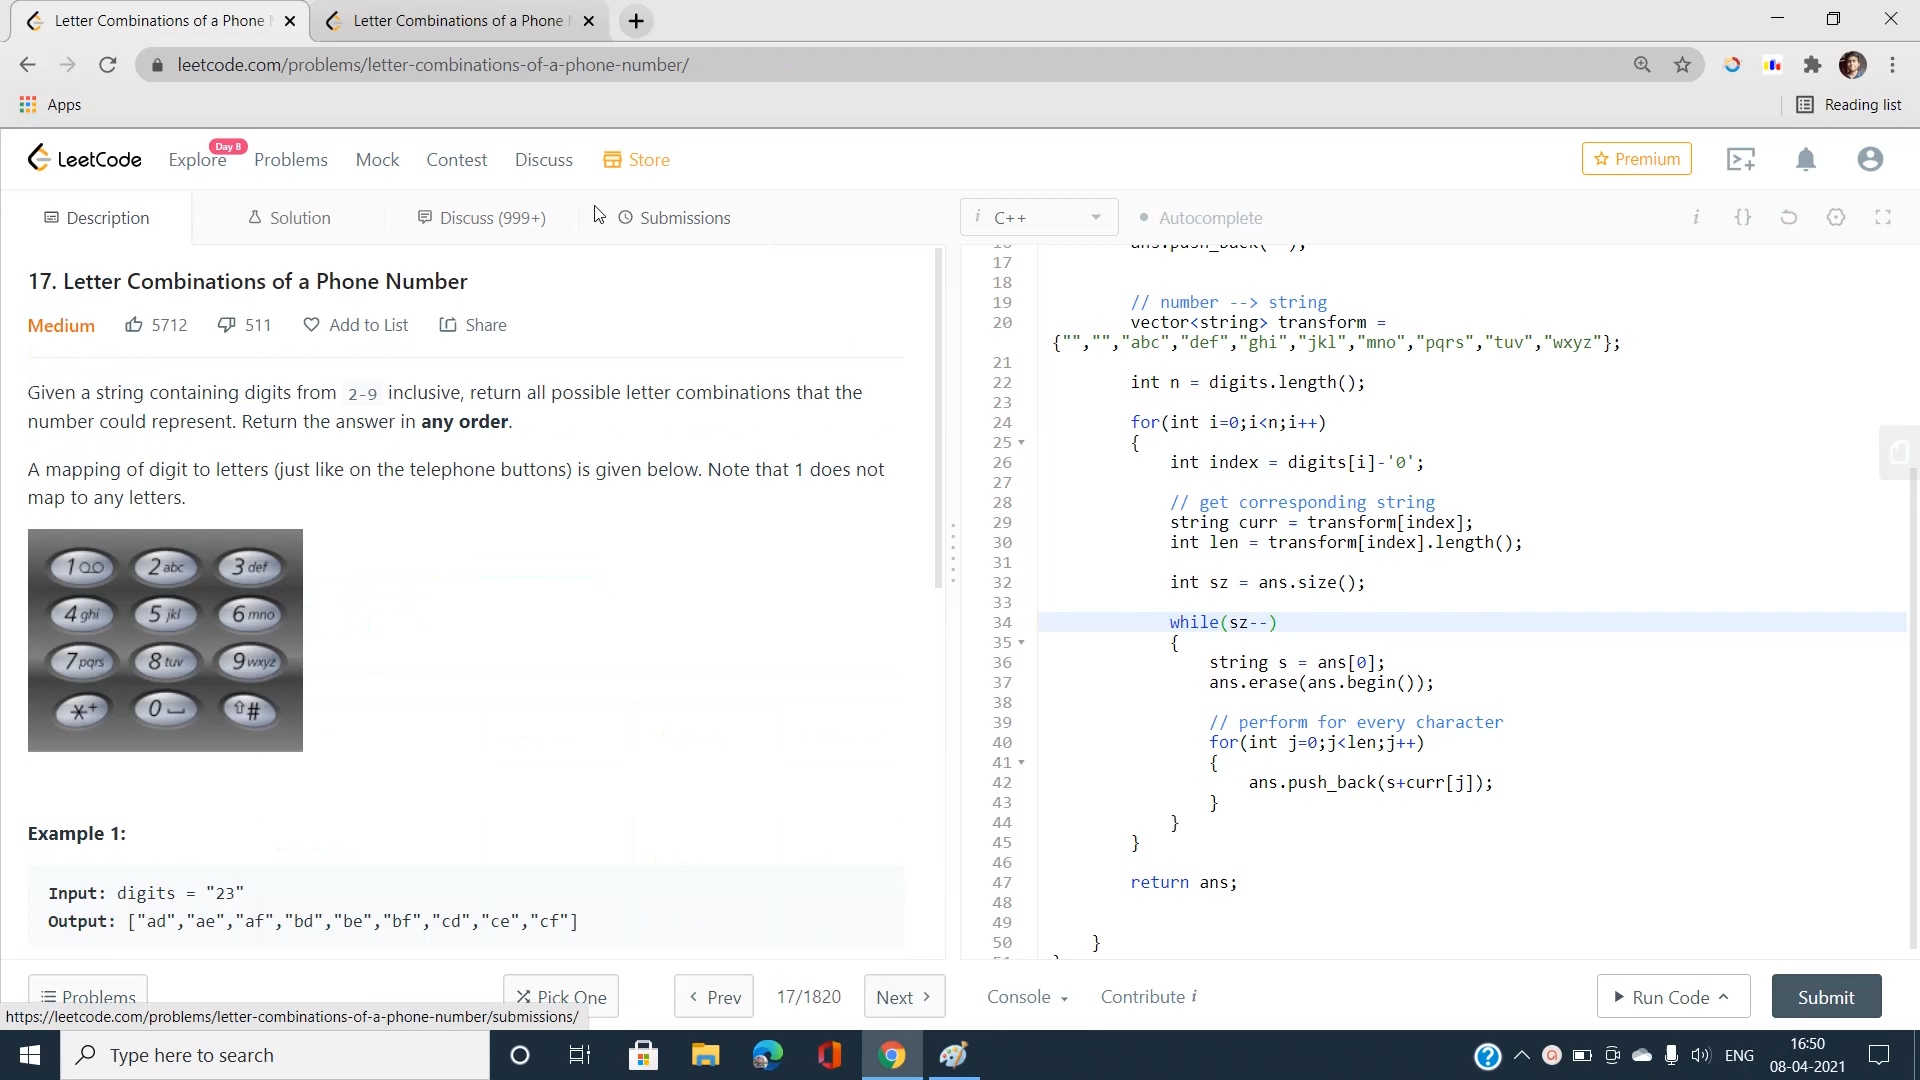 Letter Combinations of a Phone
Letter Combinations of a Phone
leetcode.com/problems/letter-combinations-of-a-phone-number/
Apps
Reading list
LeetCode
Explore
Day 8
Problems
Mock
Contest
Discuss
Store
Premium
Description
Solution
Discuss (999+)
Submissions
i C++
Autocomplete
17. Letter Combinations of a Phone Number
Medium
5712
511
Add to List
Share
Given a string containing digits from 2-9 inclusive, return all possible letter combinations that the
number could represent. Return the answer in any order.
A mapping of digit to letters (just like on the telephone buttons) is given below. Note that 1 does not
map to any letters.
1 2 abc 3 def
4 ghi 5 jkl 6 mno
7 pqrs 8 tuv 9 wxyz
*+ 0 #
Example 1:
Input: digits = "23"
Output: ["ad","ae","af","bd","be","bf","cd","ce","cf"]
17
18
19 // number --> string
20 vector<string> transform =
{"","","abc","def","ghi","jkl","mno","pqrs","tuv","wxyz"};
21
22 int n = digits.length();
23
24 for(int i=0;i<n;i++)
25 {
26 int index = digits[i]-'0';
27
28 // get corresponding string
29 string curr = transform[index];
30 int len = transform[index].length();
31
32 int sz = ans.size();
33
34 while(sz--)
35 {
36 string s = ans[0];
37 ans.erase(ans.begin());
38
39 // perform for every character
40 for(int j=0;j<len;j++)
41 {
42 ans.push_back(s+curr[j]);
43 }
44 }
45 }
46
47 return ans;
48
49
50 }
Problems
Pick One
Prev
17/1820
Next
Console
Contribute i
Run Code
Submit
https://leetcode.com/problems/letter-combinations-of-a-phone-number/submissions/
Type here to search
ENG
16:50
08-04-2021